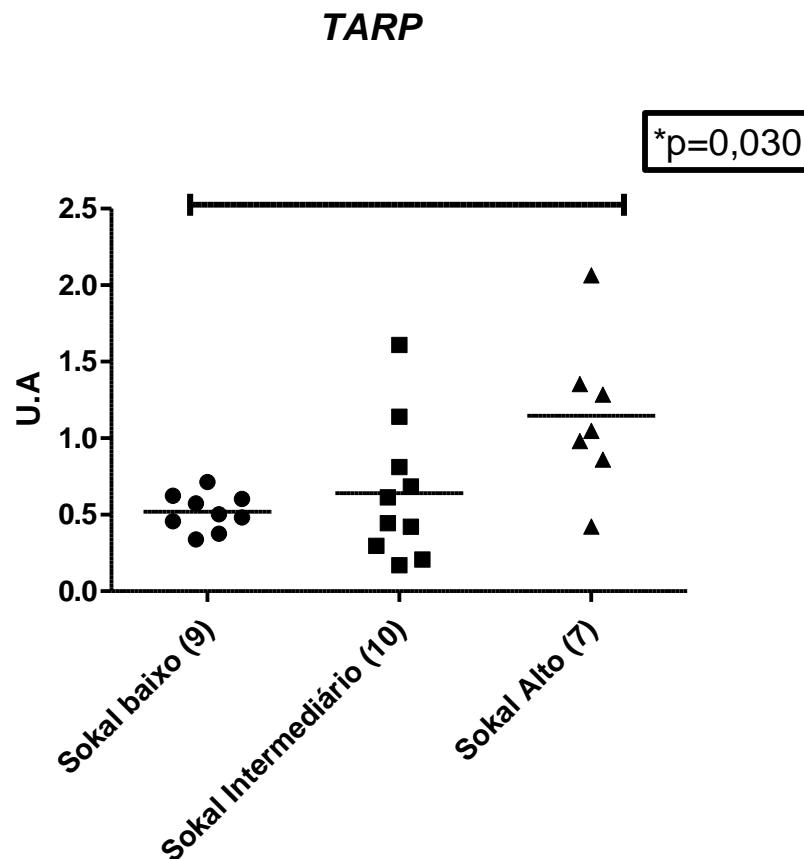 TARP
*p=0,030
2.5
2.0
1.5
1.0
0.5
0.0
U.A
Sokal baixo (9)
Sokal Intermediário (10)
Sokal Alto (7)